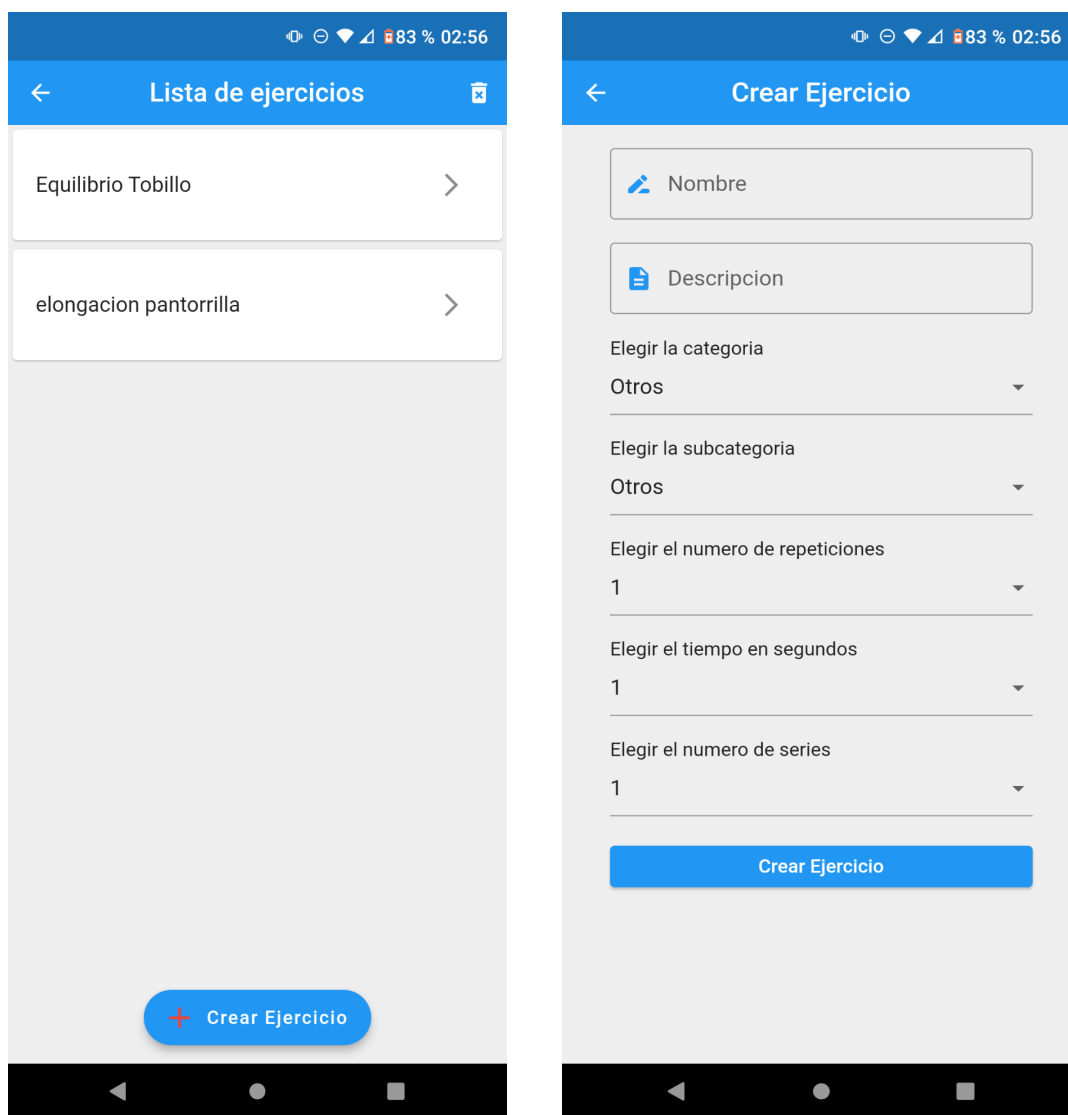 83 % 02:56
Lista de ejercicios
Equilibrio Tobillo
elongacion pantorrilla
Crear Ejercicio
83 % 02:56
Crear Ejercicio
Nombre
Descripcion
Elegir la categoria
Otros
Elegir la subcategoria
Otros
Elegir el numero de repeticiones
1
Elegir el tiempo en segundos
1
Elegir el numero de series
1
Crear Ejercicio